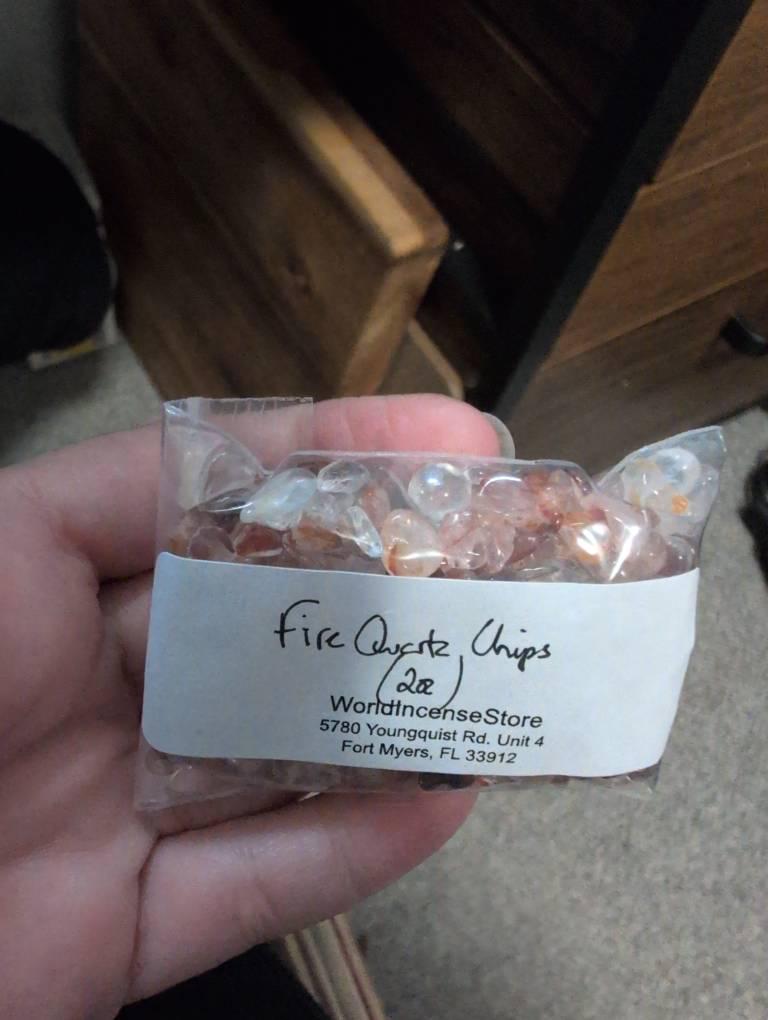 Fire Quartz Chips
(2oz)
WorldIncenseStore
5780 Youngquist Rd. Unit 4
Fort Myers, FL 33912